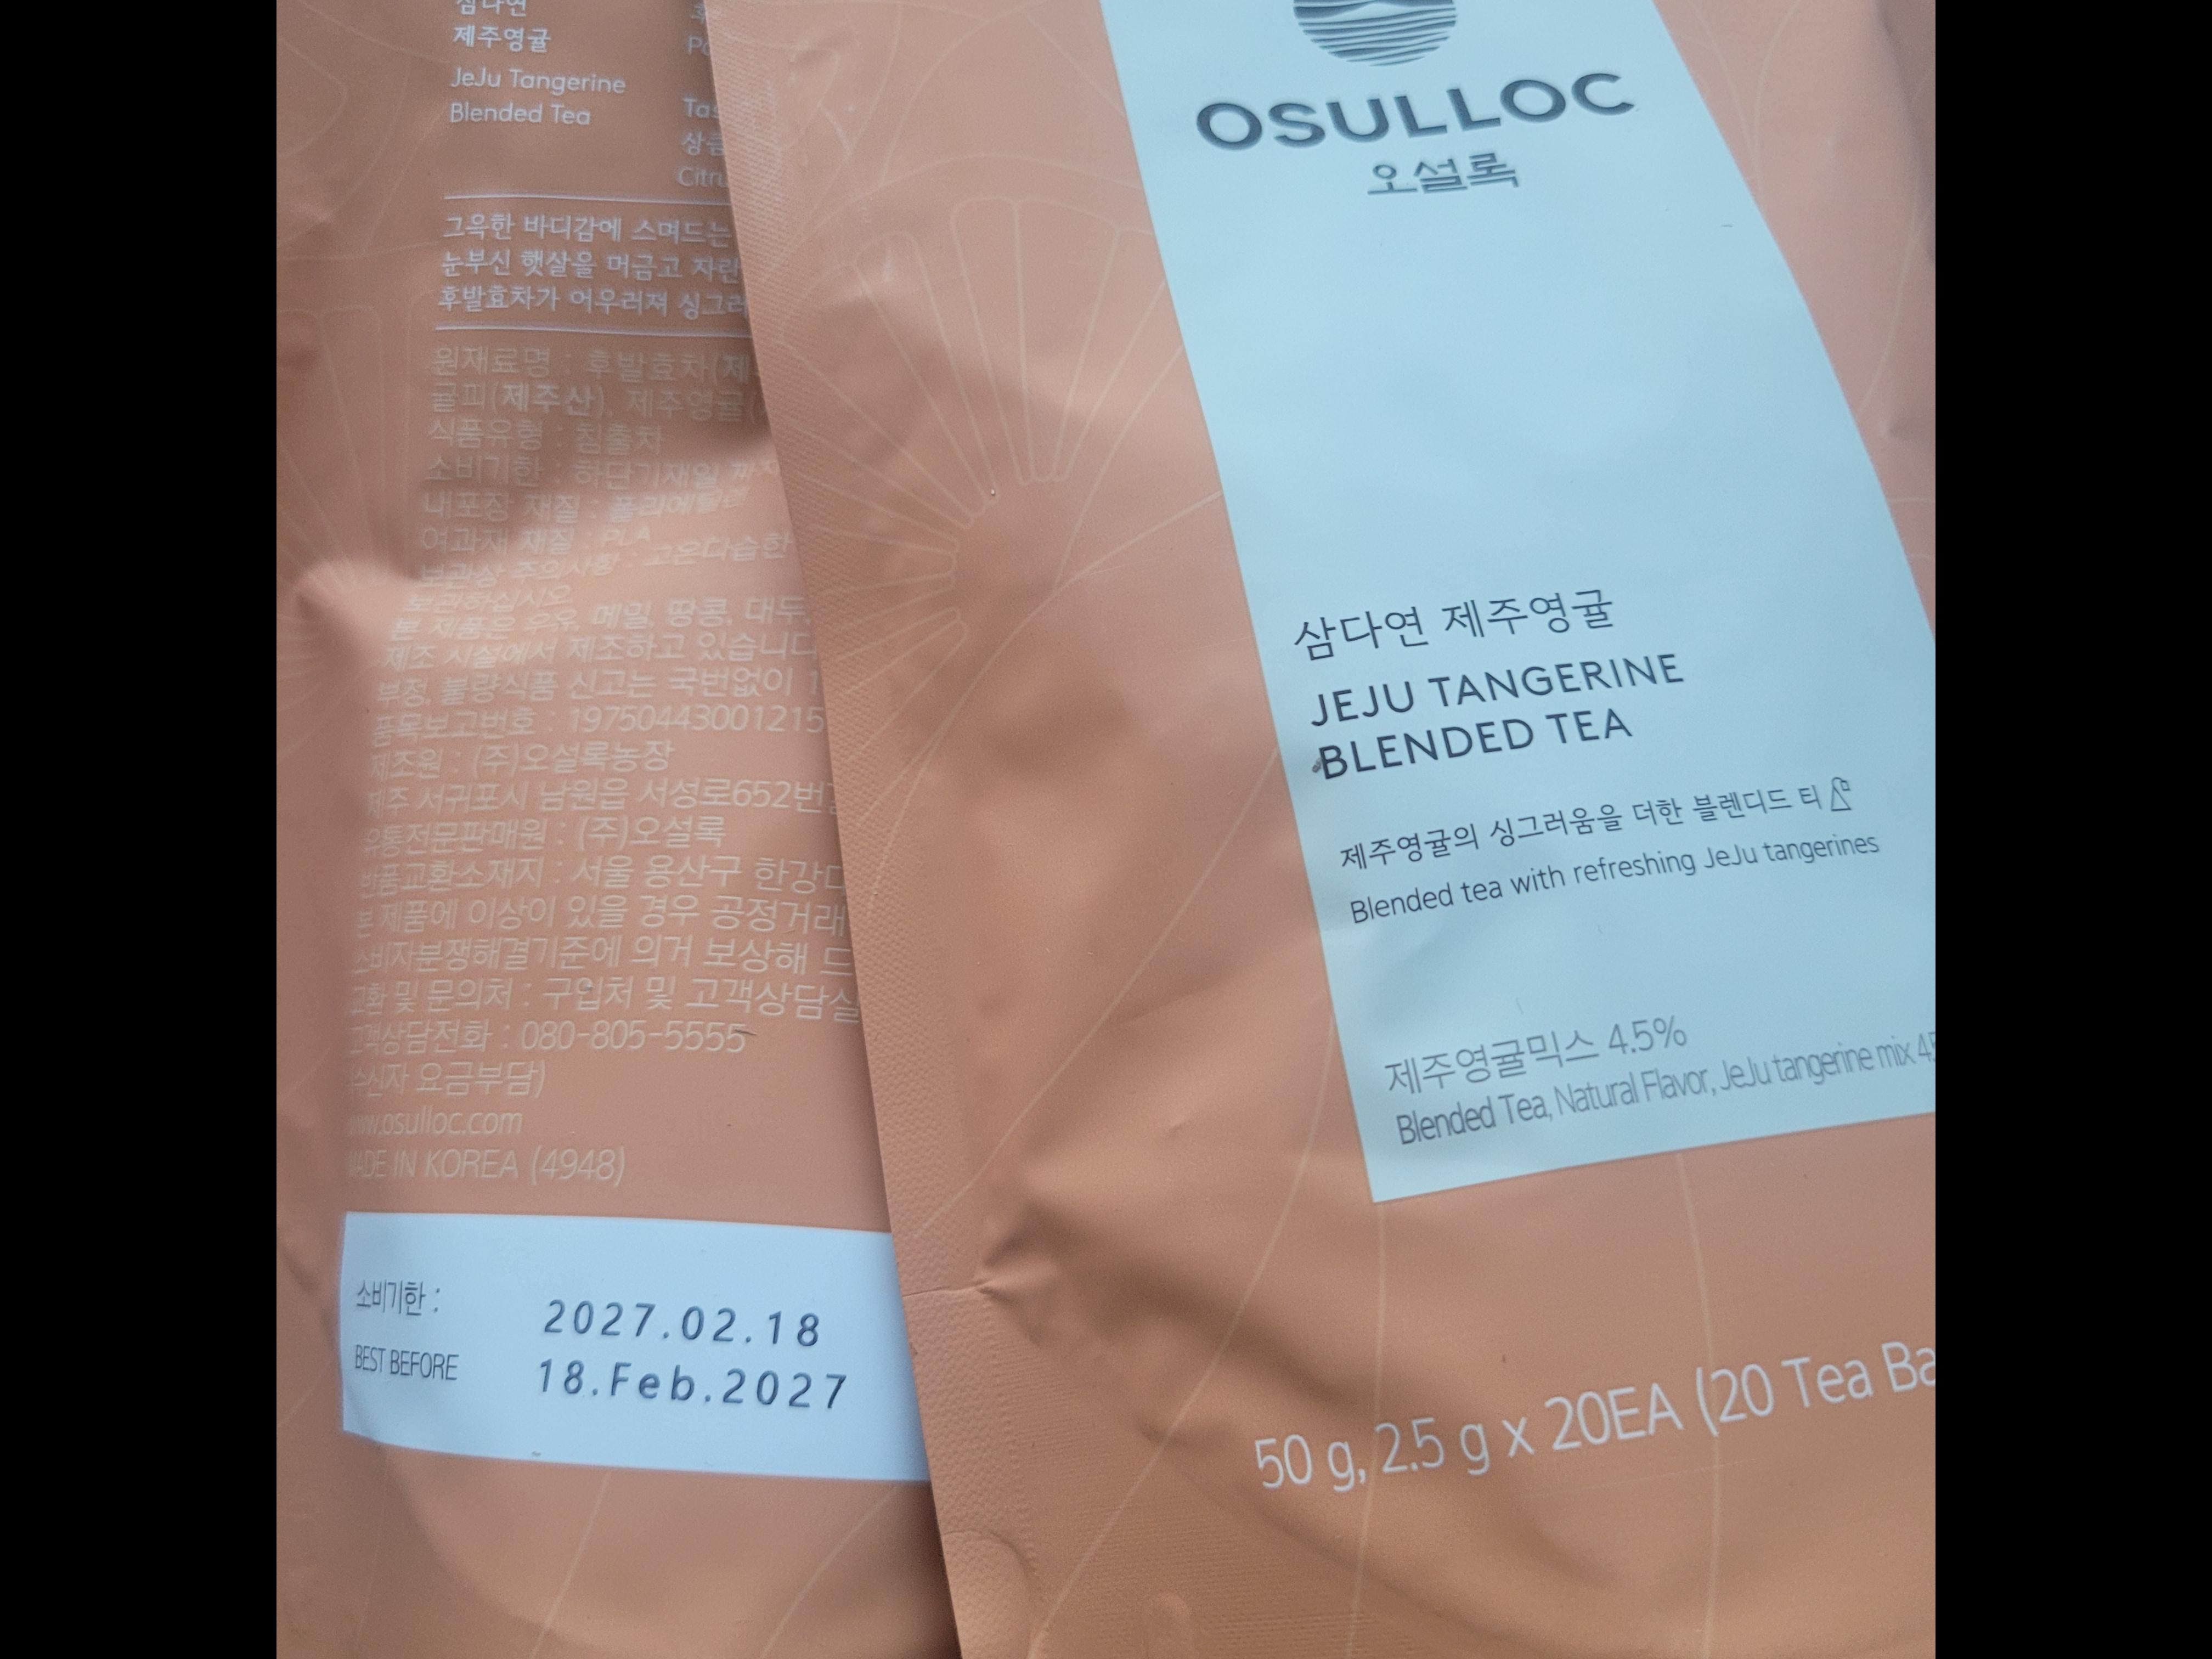 삼다연
제주영귤
JeJu Tangerine
Blended Tea
상큼
그윽한 바디감에 스며드는
눈부신 햇살을 머금고 자란
후발효차가 어우러져 싱그러
원재료명 : 후발효차(제
귤피(제주산), 제주영귤
식품유형 : 침출차
소비기한 : 하단기재일
내포장 재질 : 폴리에틸렌
여과재 재질 : PLA
보관상 주의사항 : 고온다습한
보관하십시오
본 제품은 우유, 메밀, 땅콩, 대두,
제조 시설에서 제조하고 있습니다
부정, 불량식품 신고는 국번없이 1
품목보고번호 : 19750443001215
제조원 : (주)오설록농장
제주 서귀포시 남원읍 서성로652번길
유통전문판매원 : (주)오설록
반품교환소재지 : 서울 용산구 한강대
본 제품에 이상이 있을 경우 공정거래
소비자분쟁해결기준에 의거 보상해 드
교환 및 문의처 : 구입처 및 고객상담실
고객상담전화 : 080-805-5555
수신자 요금부담)
www.osulloc.com
MADE IN KOREA (4948)
소비기한 : 2027.02.18
BEST BEFORE 18.Feb.2027
OSULLOC
오설록
삼다연 제주영귤
JEJU TANGERINE
BLENDED TEA
제주영귤의 싱그러움을 더한 블렌디드 티
Blended tea with refreshing JeJu tangerines
제주영귤믹스 4.5%
Blended Tea, Natural Flavor, JeJu tangerine mix
50 g, 2.5 g x 20EA (20 Tea Ba